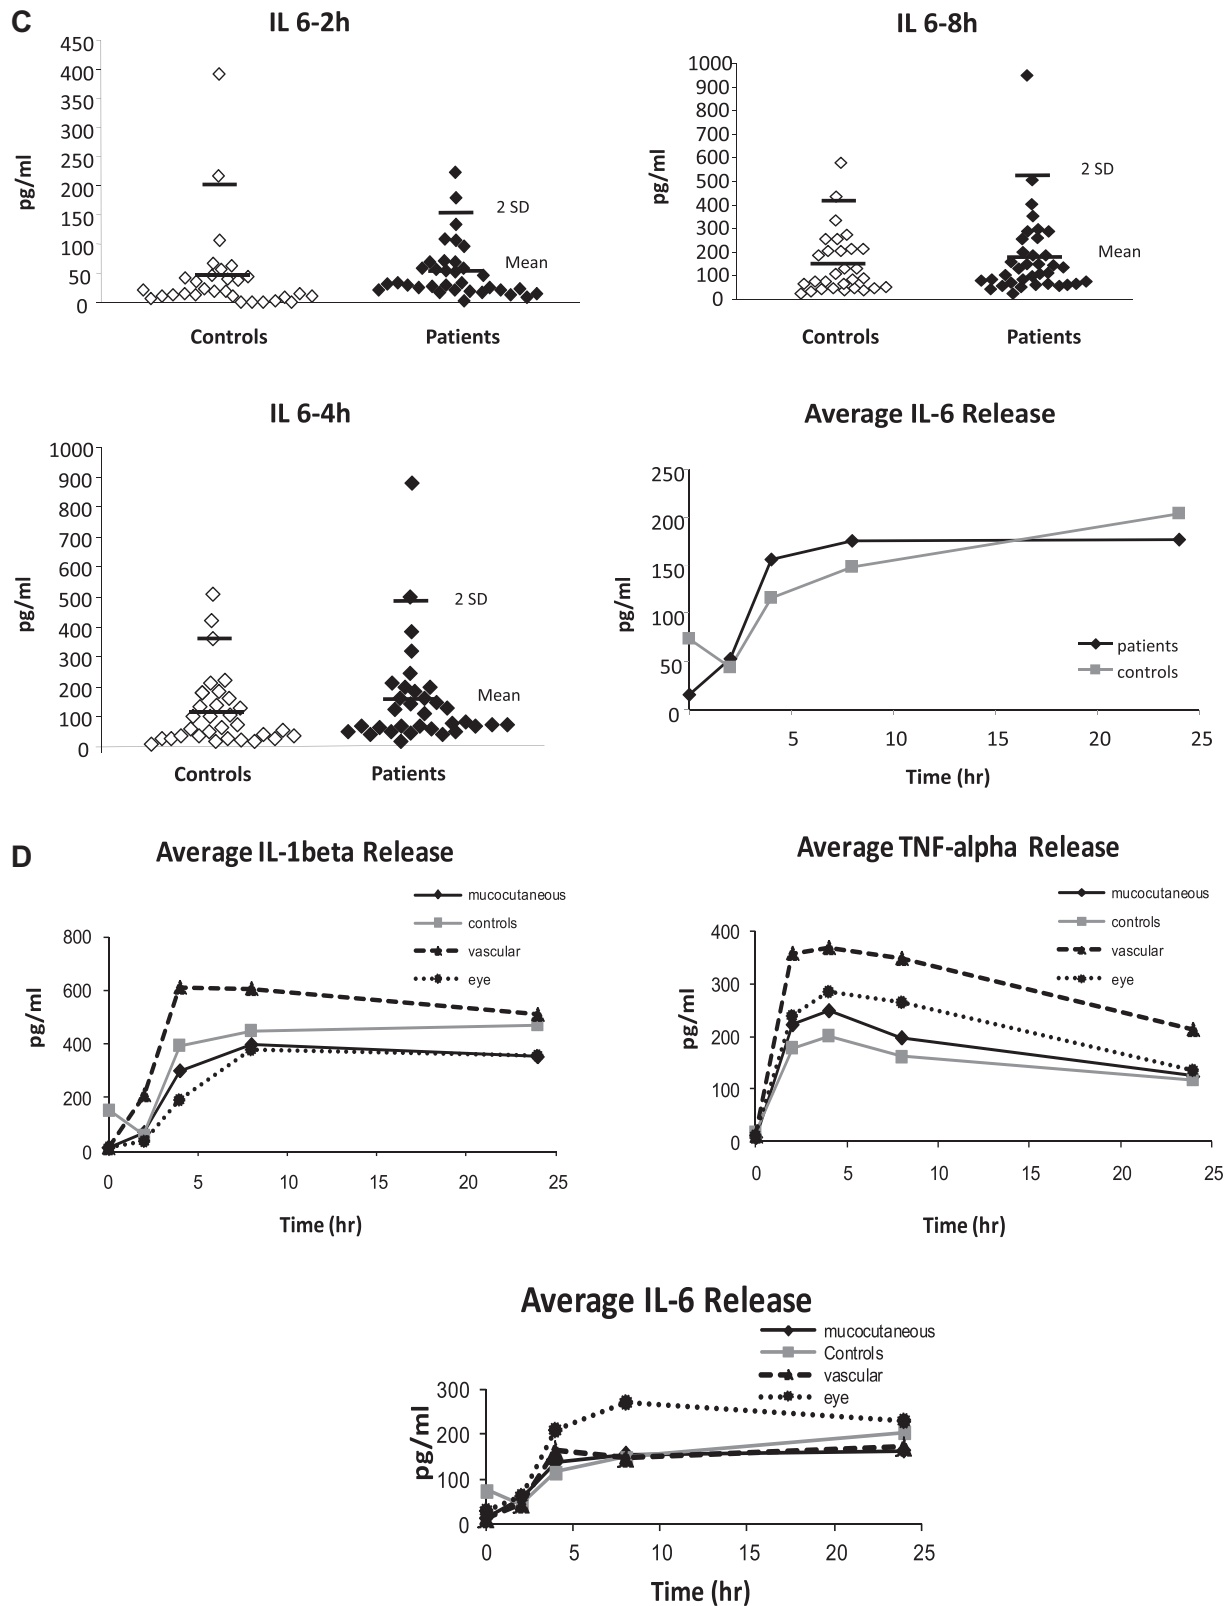 C
IL 6-2h
450
400
350
300
250
200
150
100
50
0
pg/ml
2 SD
Mean
Controls
Patients
IL 6-8h
1000
900
800
700
600
500
400
300
200
100
0
pg/ml
2 SD
Mean
Controls
Patients
IL 6-4h
1000
900
800
700
600
500
400
300
200
100
0
pg/ml
2 SD
Mean
Controls
Patients
Average IL-6 Release
250
200
150
100
50
0
pg/ml
patients
controls
5 10 15 20 25
Time (hr)
D
Average IL-1beta Release
mucocutaneous
controls
vascular
eye
800
600
400
200
0
pg/ml
0 5 10 15 20 25
Time (hr)
Average TNF-alpha Release
mucocutaneous
controls
vascular
eye
400
300
200
100
0
pg/ml
0 5 10 15 20 25
Time (hr)
Average IL-6 Release
mucocutaneous
Controls
vascular
eye
300
200
100
0
pg/ml
0 5 10 15 20 25
Time (hr)